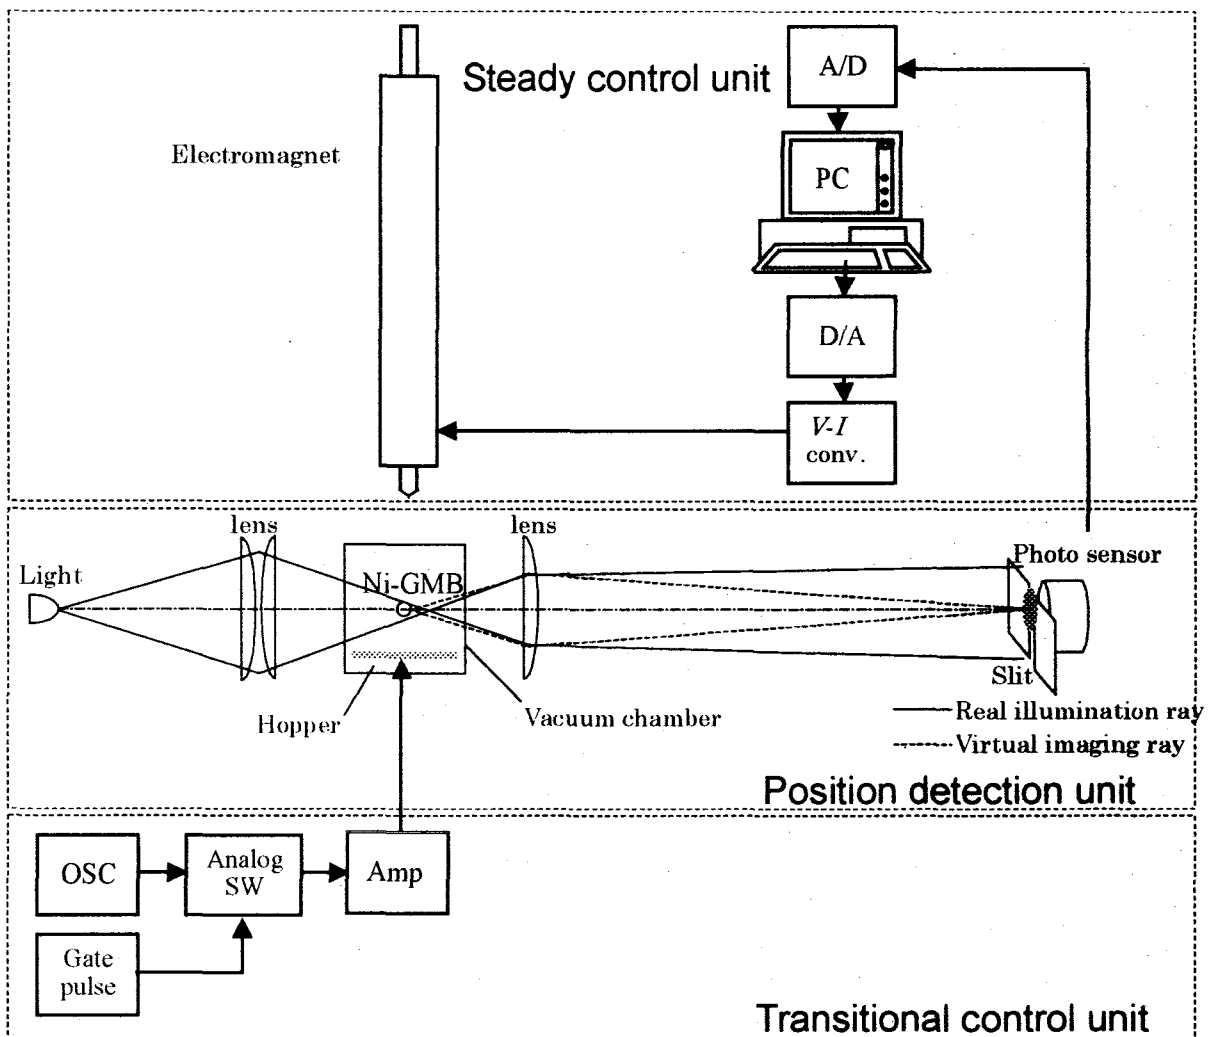 Steady control unit
A/D
Electromagnet
PC
D/A
V-I
conv.
lens
lens
Light
Ni-GMB
Photo sensor
Slit
Hopper
Vacuum chamber
Real illumination ray
Virtual imaging ray
Position detection unit
OSC
Analog
SW
Amp
Gate
pulse
Transitional control unit